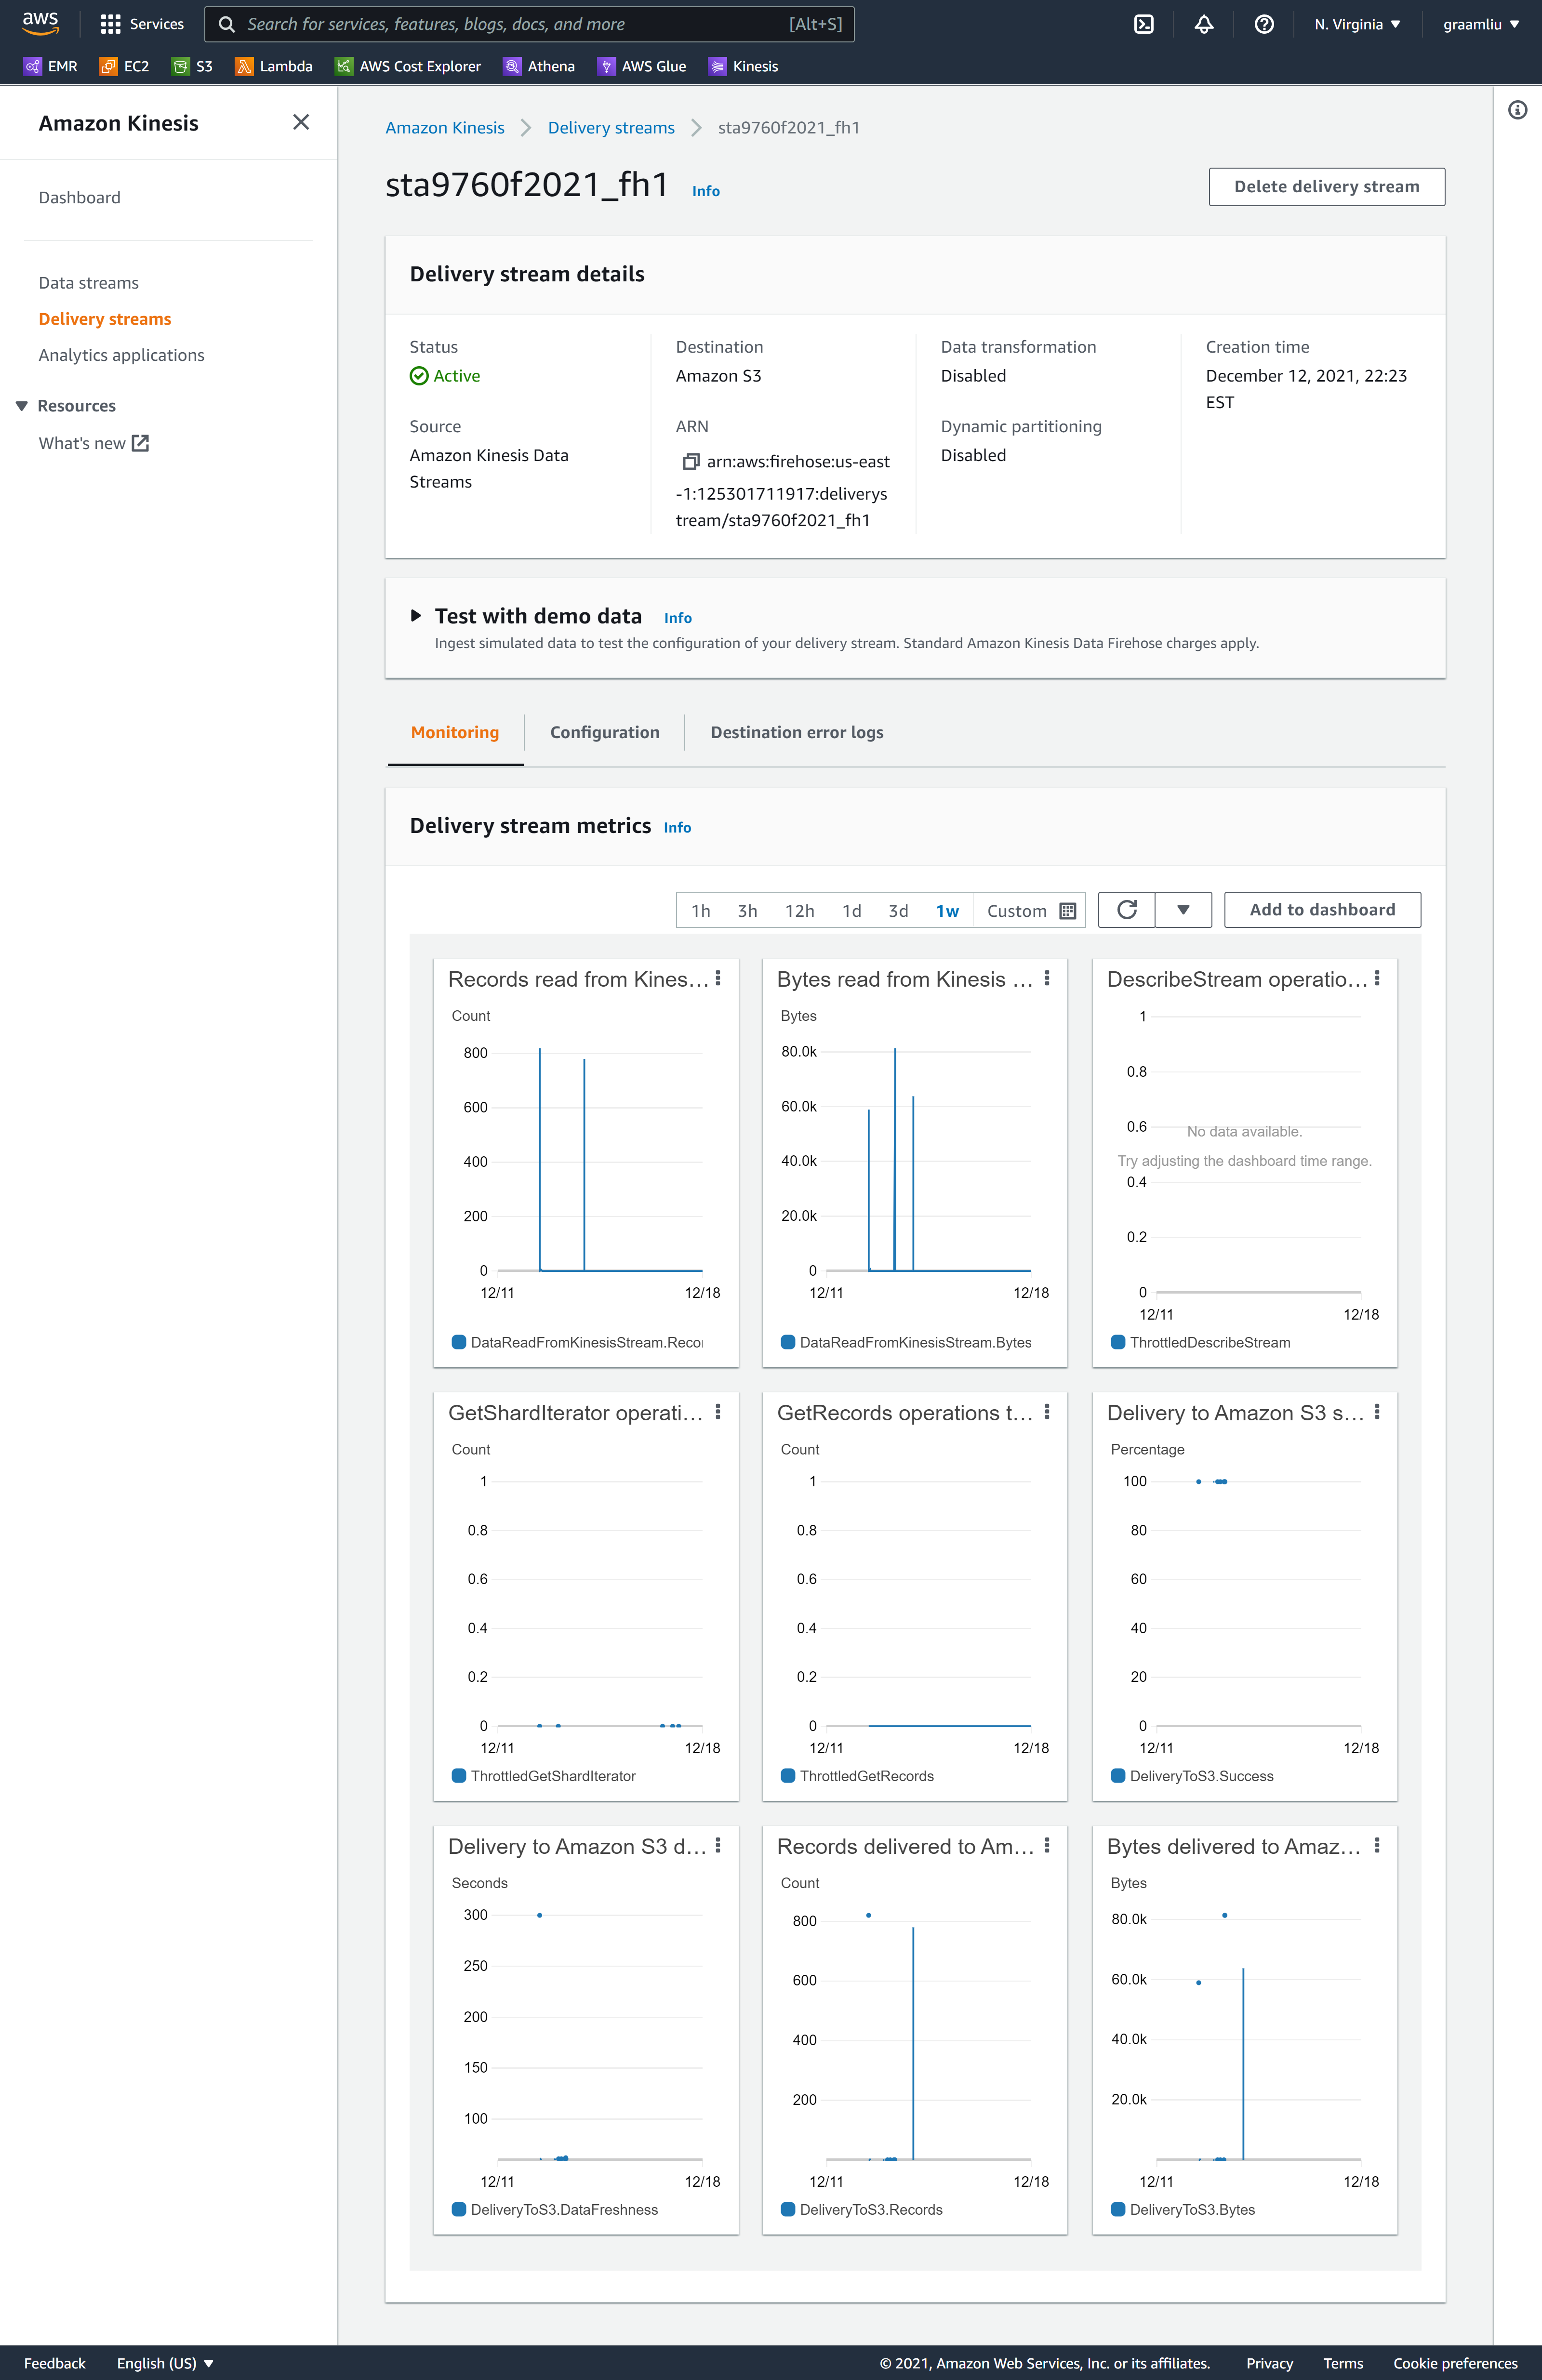 aws
Services
Search for services, features, blogs, docs, and more
[Alt+S]
N. Virginia
graamliu
EMR
EC2
S3
Lambda
AWS Cost Explorer
Athena
AWS Glue
Kinesis
Amazon Kinesis
Dashboard
Data streams
Delivery streams
Analytics applications
Resources
What's new
Amazon Kinesis
Delivery streams
sta9760f2021_fh1
sta9760f2021_fh1
Info
Delete delivery stream
Delivery stream details
Status
Active
Source
Amazon Kinesis Data
Streams
Destination
Amazon S3
ARN
arn:aws:firehose:us-east
-1:125301711917:deliverys
tream/sta9760f2021_fh1
Data transformation
Disabled
Dynamic partitioning
Disabled
Creation time
December 12, 2021, 22:23
EST
Test with demo data
Info
Ingest simulated data to test the configuration of your delivery stream. Standard Amazon Kinesis Data Firehose charges apply.
Monitoring
Configuration
Destination error logs
Delivery stream metrics
Info
1h
3h
12h
1d
3d
1w
Custom
Add to dashboard
Records read from Kines...
Count
800
600
400
200
0
12/11
12/18
DataReadFromKinesisStream.Recor
Bytes read from Kinesis ...
Bytes
80.0k
60.0k
40.0k
20.0k
0
12/11
12/18
DataReadFromKinesisStream.Bytes
DescribeStream operatio...
1
0.8
0.6
No data available.
Try adjusting the dashboard time range.
0.4
0.2
0
12/11
12/18
ThrottledDescribeStream
GetShardIterator operati...
Count
1
0.8
0.6
0.4
0.2
0
12/11
12/18
ThrottledGetShardIterator
GetRecords operations t...
Count
1
0.8
0.6
0.4
0.2
0
12/11
12/18
ThrottledGetRecords
Delivery to Amazon S3 s...
Percentage
100
80
60
40
20
0
12/11
12/18
DeliveryToS3.Success
Delivery to Amazon S3 d...
Seconds
300
250
200
150
100
12/11
12/18
DeliveryToS3.DataFreshness
Records delivered to Am...
Count
800
600
400
200
12/11
12/18
DeliveryToS3.Records
Bytes delivered to Amaz...
Bytes
80.0k
60.0k
40.0k
20.0k
12/11
12/18
DeliveryToS3.Bytes
Feedback
English (US)
© 2021, Amazon Web Services, Inc. or its affiliates.
Privacy
Terms
Cookie preferences